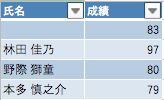 氏名 成績
83
林田 佳乃 97
野際 獅童 80
本多 慎之介 79